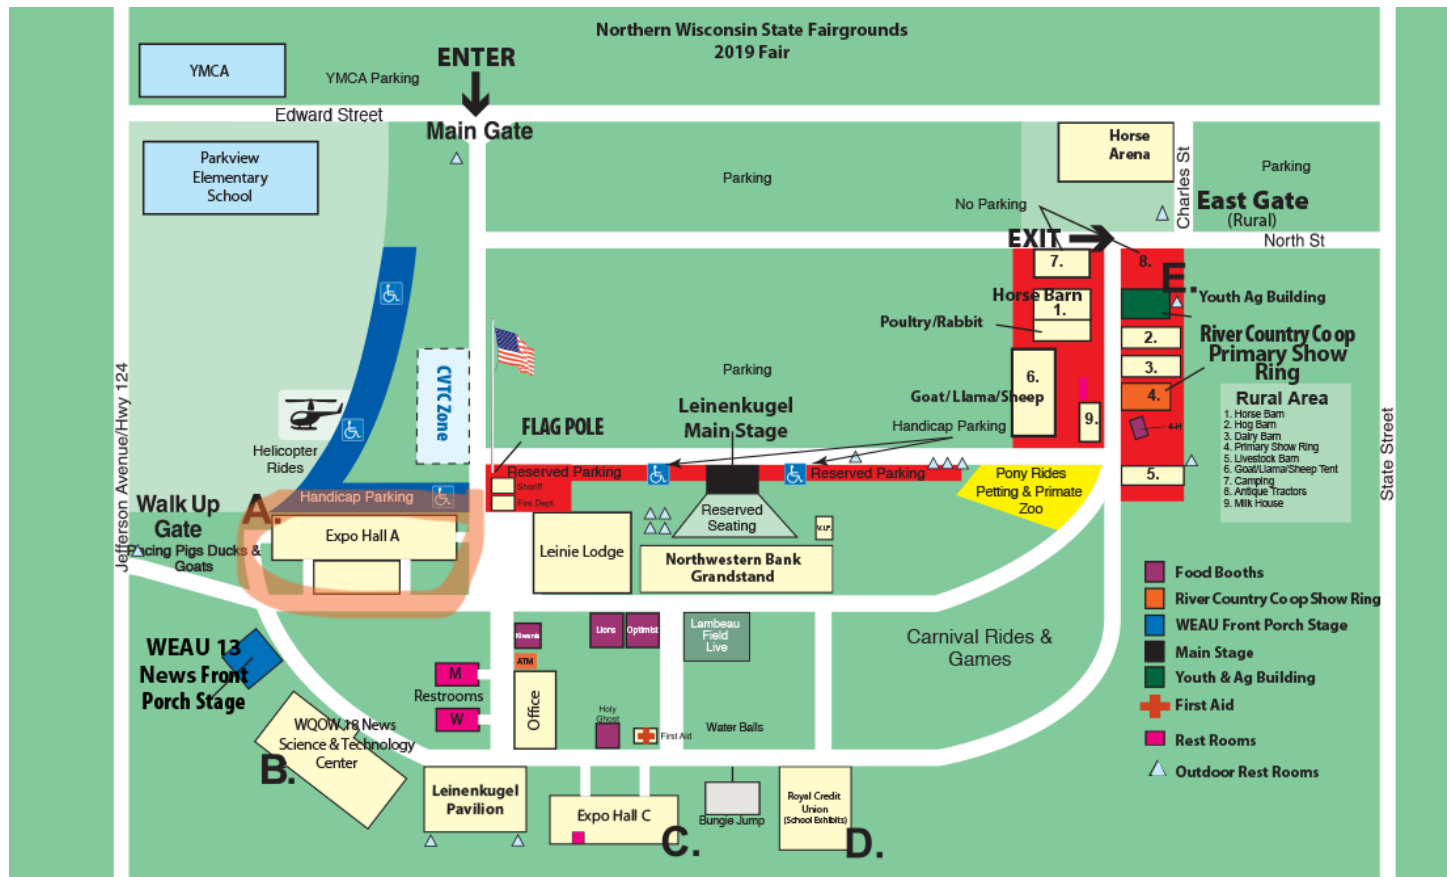 Northern Wisconsin State Fairgrounds
2019 Fair
YMCA
YMCA Parking
ENTER
Edward Street
Main Gate
Parkview
Elementary
School
Parking
Horse
Arena
Charles St
Parking
No Parking
East Gate
(Rural)
EXIT
North St
7.
8.
E.
Horse Barn
1.
Youth Ag Building
Poultry/Rabbit
2.
River Country Co op
Primary Show
Ring
3.
CVTC Zone
Parking
6.
Goat/Llama/Sheep
4.
9.
4-H
5.
Rural Area
1. Horse Barn
2. Hog Barn
3. Dairy Barn
4. Primary Show Ring
5. Livestock Barn
6. Goat/Llama/Sheep Tent
7. Camping
8. Antique Tractors
9. Milk House
Jefferson Avenue/Hwy 124
State Street
Leinenkugel
Main Stage
FLAG POLE
Handicap Parking
Helicopter
Rides
Reserved Parking
Reserved Parking
Sheriff
Fire Dept.
Pony Rides
Petting & Primate
Zoo
Handicap Parking
A.
Walk Up
Gate
Racing Pigs Ducks &
Goats
Expo Hall A
Reserved
Seating
V.I.P.
Leinie Lodge
Northwestern Bank
Grandstand
Kiwanis
Lions
Optimist
Lambeau
Field
Live
Carnival Rides &
Games
WEAU 13
News Front
Porch Stage
ATM
M
Restrooms
W
Office
Holy
Ghost
First Aid
Water Balls
WQOW 18 News
Science & Technology
Center
B.
Leinenkugel
Pavilion
Expo Hall C
C.
Bungie Jump
Royal Credit
Union
(School Exhibits)
D.
Food Booths
River Country Co op Show Ring
WEAU Front Porch Stage
Main Stage
Youth & Ag Building
First Aid
Rest Rooms
Outdoor Rest Rooms